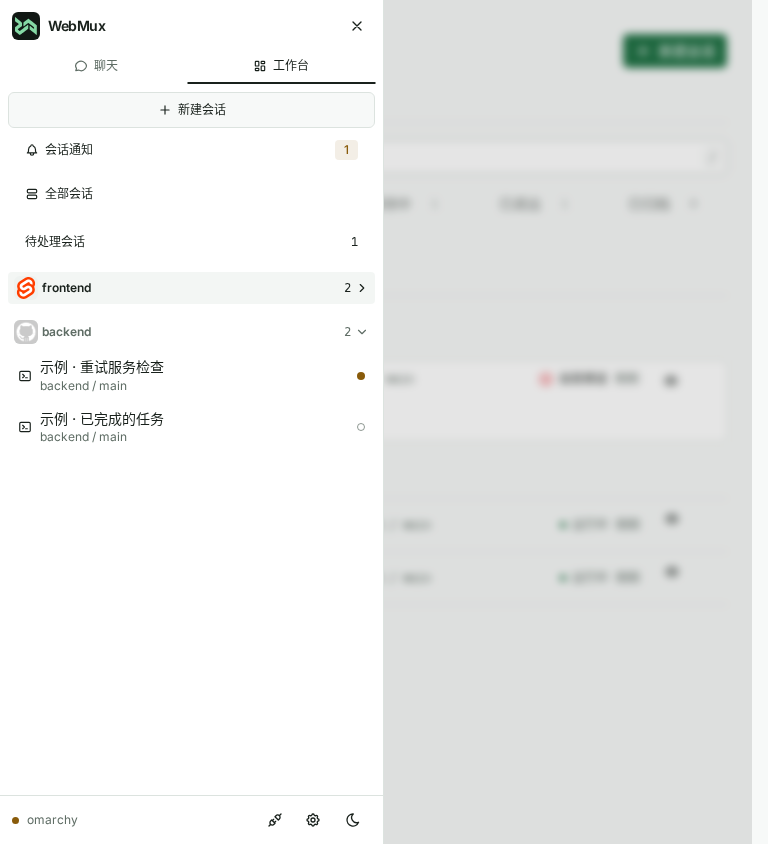 WebMux
聊天
工作台
新建会话
会话通知
1
全部会话
待处理会话
1
frontend
2
backend
2
示例 · 重试服务检查
backend / main
示例 · 已完成的任务
backend / main
omarchy